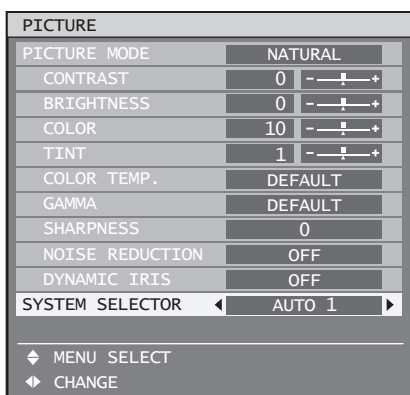 PICTURE
PICTURE MODE NATURAL
CONTRAST 0 - +
BRIGHTNESS 0 - +
COLOR 10 - +
TINT 1 - +
COLOR TEMP. DEFAULT
GAMMA DEFAULT
SHARPNESS 0
NOISE REDUCTION OFF
DYNAMIC IRIS OFF
SYSTEM SELECTOR AUTO 1
MENU SELECT
CHANGE